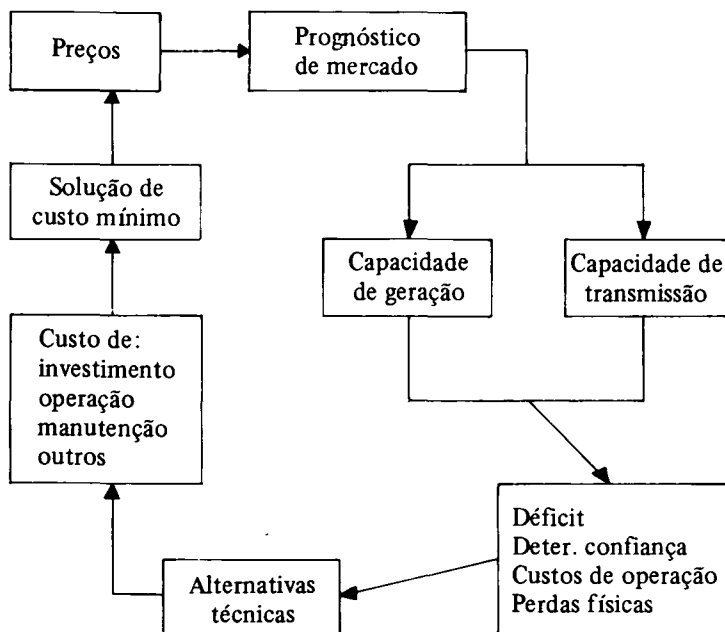 Preços
Prognóstico
de mercado
Solução de
custo mínimo
Capacidade
de geração
Capacidade de
transmissão
Custo de:
investimento
operação
manutenção
outros
Déficit
Deter. confiança
Custos de operação
Perdas físicas
Alternativas
técnicas